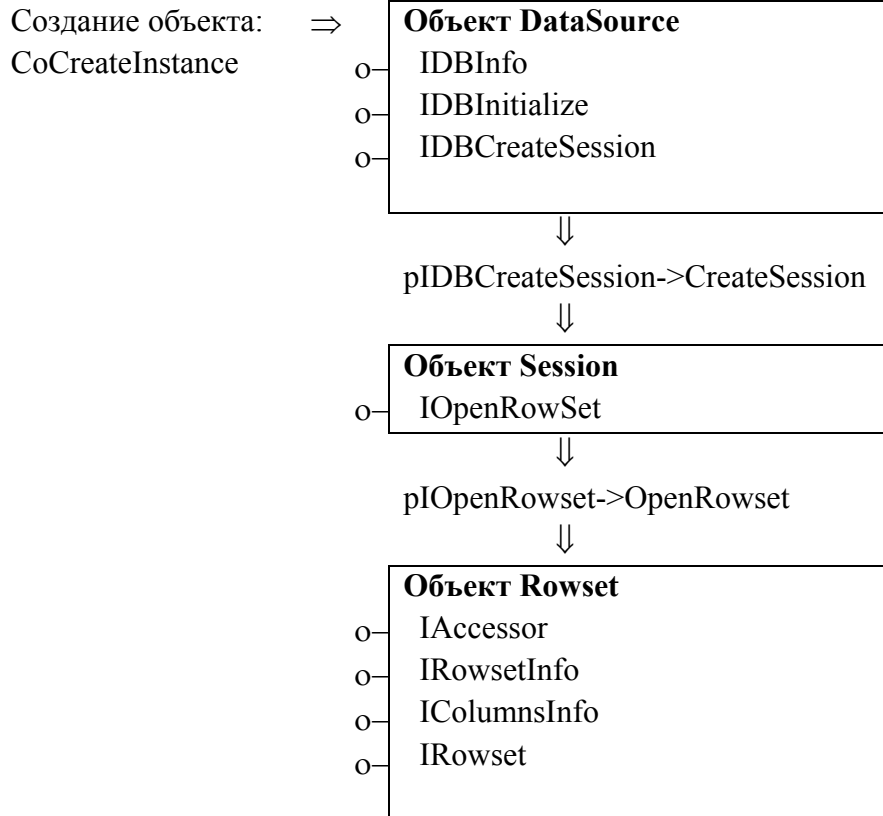 Создание объекта: ⇒ Объект DataSource
CoCreateInstance o– IDBInfo
o– IDBInitialize
o– IDBCreateSession
⇓
pIDBCreateSession->CreateSession
⇓
Объект Session
o– IOpenRowSet
⇓
pIOpenRowset->OpenRowset
⇓
Объект Rowset
o– IAccessor
o– IRowsetInfo
o– IColumnsInfo
o– IRowset